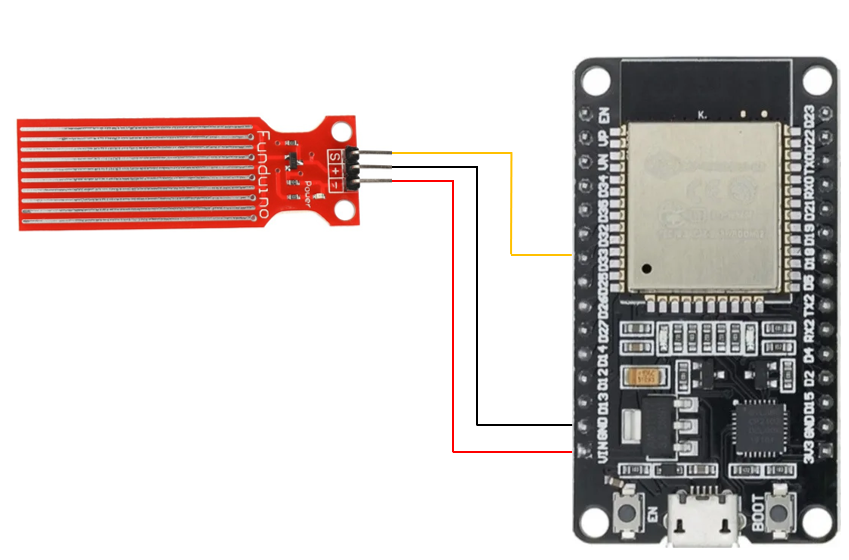 Funduino
S
+
-
Power
EN
VP
VN
D34
D35
D32
D33
D25
D26
D27
D14
D12
D13
GND
VIN
D23
D22
TX0
RX0
D21
D19
D18
D5
TX2
RX2
D4
D2
D15
GND
3V3
EN
BOOT